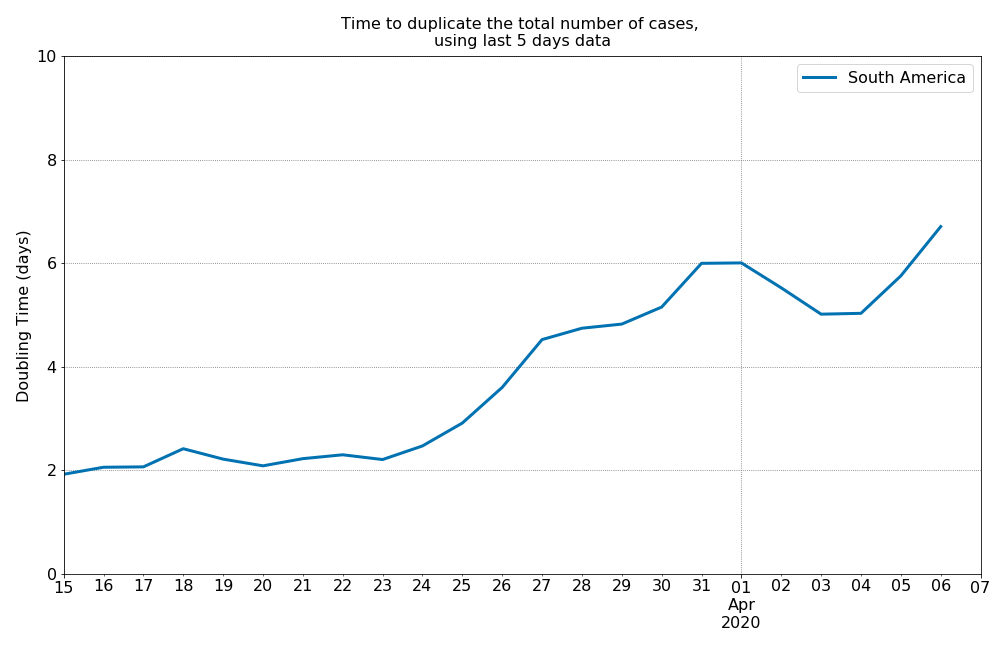 Time to duplicate the total number of cases,
using last 5 days data
South America
Doubling Time (days)
10
8
6
4
2
0
15 16 17 18 19 20 21 22 23 24 25 26 27 28 29 30 31 01 02 03 04 05 06 07
Apr
2020